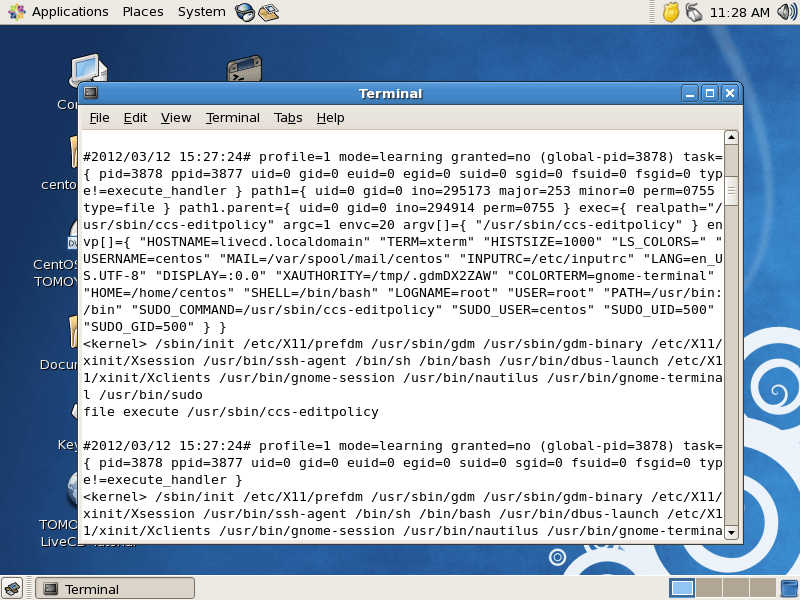 Applications Places System 11:28 AM
Terminal
File Edit View Terminal Tabs Help
#2012/03/12 15:27:24# profile=1 mode=learning granted=no (global-pid=3878) task=
{ pid=3878 ppid=3877 uid=0 gid=0 euid=0 egid=0 suid=0 sgid=0 fsuid=0 fsgid=0 typ
e!=execute_handler } path1={ uid=0 gid=0 ino=295173 major=253 minor=0 perm=0755
type=file } path1.parent={ uid=0 gid=0 ino=294914 perm=0755 } exec={ realpath="/
usr/sbin/ccs-editpolicy" argc=1 envc=20 argv[]={ "/usr/sbin/ccs-editpolicy" } en
vp[]={ "HOSTNAME=livecd.localdomain" "TERM=xterm" "HISTSIZE=1000" "LS_COLORS=" "
USERNAME=centos" "MAIL=/var/spool/mail/centos" "INPUTRC=/etc/inputrc" "LANG=en_U
S.UTF-8" "DISPLAY=:0.0" "XAUTHORITY=/tmp/.gdmDX2ZAW" "COLORTERM=gnome-terminal"
"HOME=/home/centos" "SHELL=/bin/bash" "LOGNAME=root" "USER=root" "PATH=/usr/bin:
/bin" "SUDO_COMMAND=/usr/sbin/ccs-editpolicy" "SUDO_USER=centos" "SUDO_UID=500"
"SUDO_GID=500" } }
<kernel> /sbin/init /etc/X11/prefdm /usr/sbin/gdm /usr/sbin/gdm-binary /etc/X11/
xinit/Xsession /usr/bin/ssh-agent /bin/sh /bin/bash /usr/bin/dbus-launch /etc/X1
1/xinit/Xclients /usr/bin/gnome-session /usr/bin/nautilus /usr/bin/gnome-termina
l /usr/bin/sudo
file execute /usr/sbin/ccs-editpolicy
#2012/03/12 15:27:24# profile=1 mode=learning granted=no (global-pid=3878) task=
{ pid=3878 ppid=3877 uid=0 gid=0 euid=0 egid=0 suid=0 sgid=0 fsuid=0 fsgid=0 typ
e!=execute_handler }
<kernel> /sbin/init /etc/X11/prefdm /usr/sbin/gdm /usr/sbin/gdm-binary /etc/X11/
xinit/Xsession /usr/bin/ssh-agent /bin/sh /bin/bash /usr/bin/dbus-launch /etc/X1
1/xinit/Xclients /usr/bin/gnome-session /usr/bin/nautilus /usr/bin/gnome-termina
Co
cento
CentOS
TOMOY
Docum
Key
TOMO
Terminal